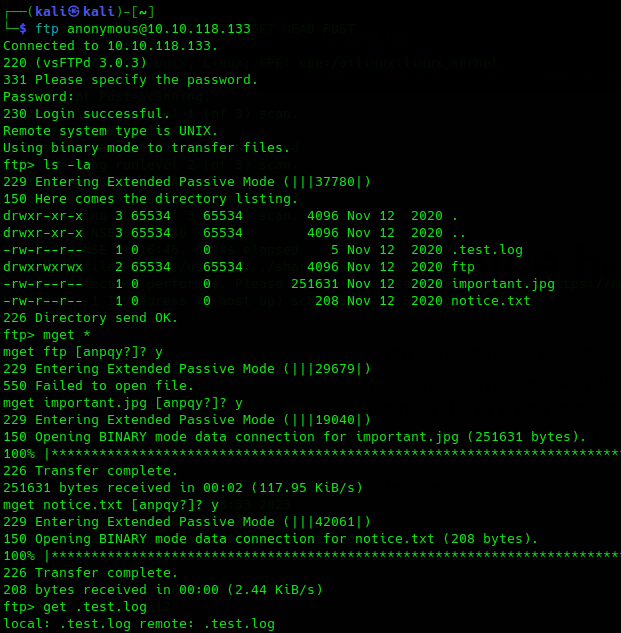 ┌──(kali㉿kali)-[~]
└─$ ftp anonymous@10.10.118.133
Connected to 10.10.118.133.
220 (vsFTPd 3.0.3)
331 Please specify the password.
Password:
230 Login successful.
Remote system type is UNIX.
Using binary mode to transfer files.
ftp> ls -la
229 Entering Extended Passive Mode (|||37780|)
150 Here comes the directory listing.
drwxr-xr-x    3 65534    65534        4096 Nov 12  2020 .
drwxr-xr-x    3 65534    65534        4096 Nov 12  2020 ..
-rw-r--r--    1 0        0               5 Nov 12  2020 .test.log
drwxrwxrwx    2 65534    65534        4096 Nov 12  2020 ftp
-rw-r--r--    1 0        0          251631 Nov 12  2020 important.jpg
-rw-r--r--    1 0        0             208 Nov 12  2020 notice.txt
226 Directory send OK.
ftp> mget *
mget ftp [anpqy?]? y
229 Entering Extended Passive Mode (|||29679|)
550 Failed to open file.
mget important.jpg [anpqy?]? y
229 Entering Extended Passive Mode (|||19040|)
150 Opening BINARY mode data connection for important.jpg (251631 bytes).
100% |***********************************************************************
226 Transfer complete.
251631 bytes received in 00:02 (117.95 KiB/s)
mget notice.txt [anpqy?]? y
229 Entering Extended Passive Mode (|||42061|)
150 Opening BINARY mode data connection for notice.txt (208 bytes).
100% |***********************************************************************
226 Transfer complete.
208 bytes received in 00:00 (2.44 KiB/s)
ftp> get .test.log
local: .test.log remote: .test.log